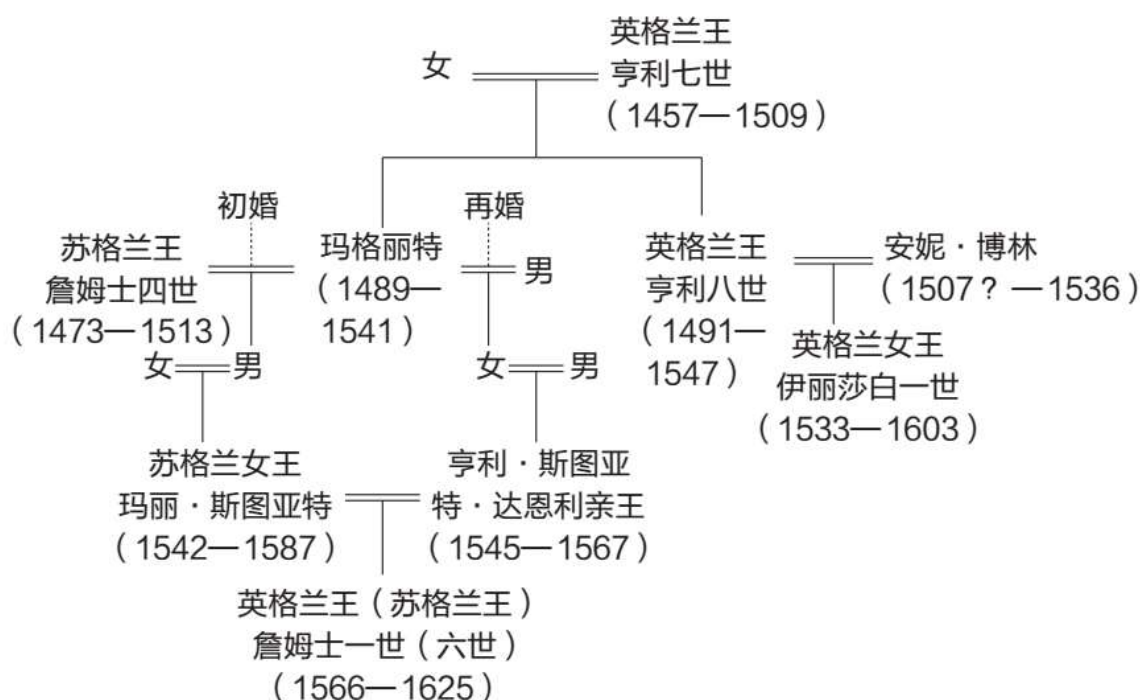 英格兰王
女
亨利七世
（1457—1509）
初婚
再婚
苏格兰王
詹姆士四世
（1473—1513）
玛格丽特
（1489—
1541）
男
英格兰王
亨利八世
（1491—
1547）
安妮·博林
（1507？—1536）
英格兰女王
伊丽莎白一世
（1533—1603）
女
男
女
男
苏格兰女王
玛丽·斯图亚特
（1542—1587）
亨利·斯图亚
特·达恩利亲王
（1545—1567）
英格兰王（苏格兰王）
詹姆士一世（六世）
（1566—1625）